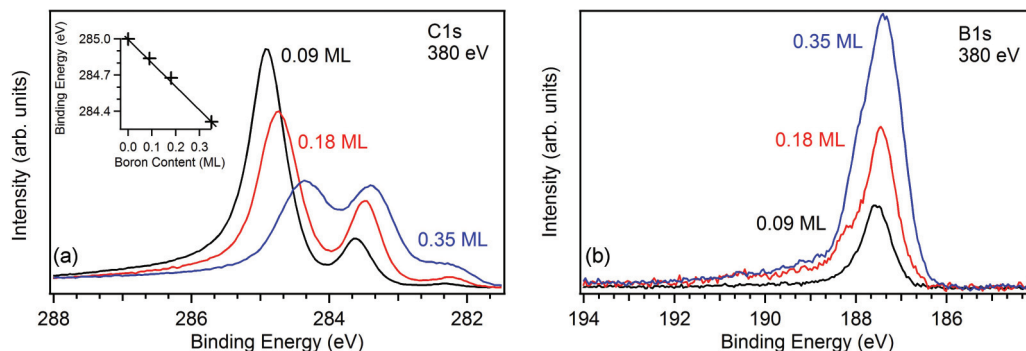 C1s
380 eV
Binding Energy (eV)
285.0
284.7
284.4
0.0 0.1 0.2 0.3
Boron Content (ML)
0.09 ML
0.18 ML
0.35 ML
Intensity (arb. units)
(a)
288 286 284 282
Binding Energy (eV)
B1s
380 eV
0.35 ML
0.18 ML
0.09 ML
Intensity (arb. units)
(b)
194 192 190 188 186
Binding Energy (eV)